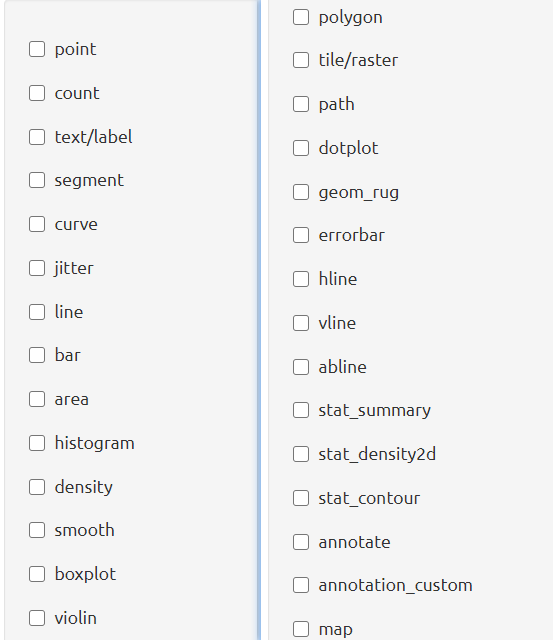 point
count
text/label
segment
curve
jitter
line
bar
area
histogram
density
smooth
boxplot
violin
polygon
tile/raster
path
dotplot
geom_rug
errorbar
hline
vline
abline
stat_summary
stat_density2d
stat_contour
annotate
annotation_custom
map